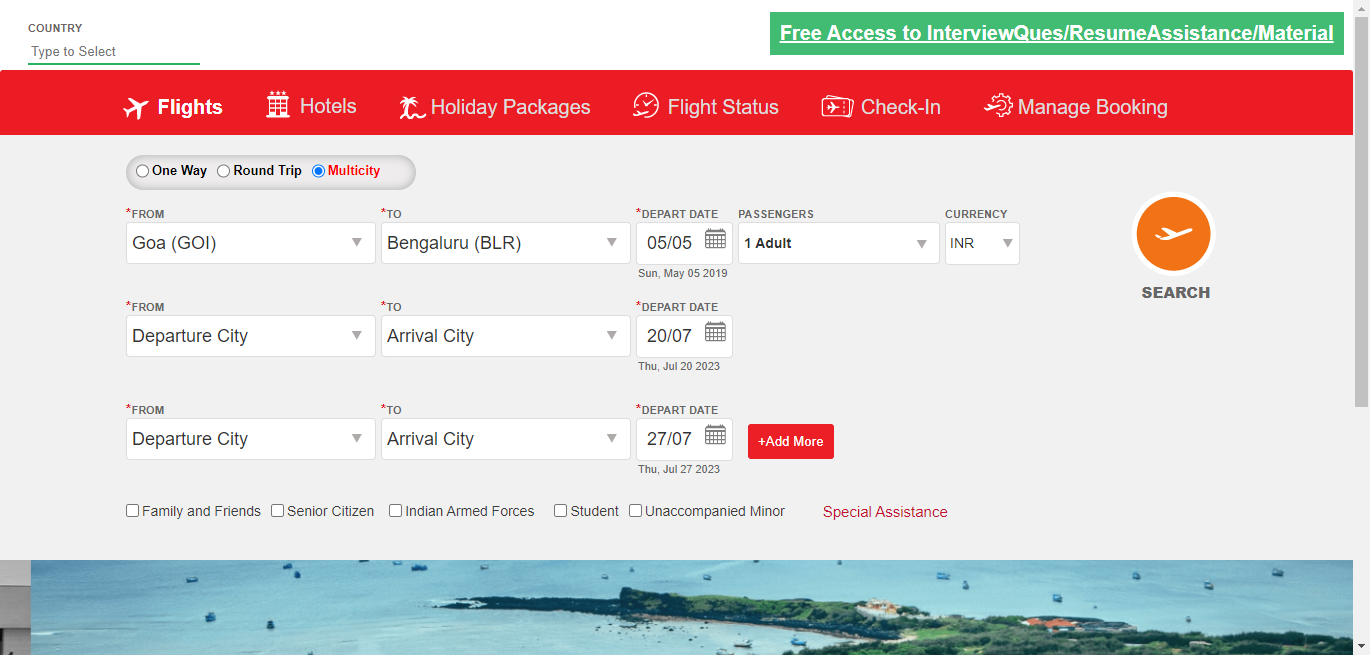 COUNTRY
Type to Select
Free Access to InterviewQues/ResumeAssistance/Material
Flights Hotels Holiday Packages Flight Status Check-In Manage Booking
One Way Round Trip Multicity
*FROM *TO *DEPART DATE PASSENGERS CURRENCY
Goa (GOI) Bengaluru (BLR) 05/05 1 Adult INR
Sun, May 05 2019
SEARCH
*FROM *TO *DEPART DATE
Departure City Arrival City 20/07
Thu, Jul 20 2023
*FROM *TO *DEPART DATE
Departure City Arrival City 27/07 +Add More
Thu, Jul 27 2023
Family and Friends Senior Citizen Indian Armed Forces Student Unaccompanied Minor Special Assistance